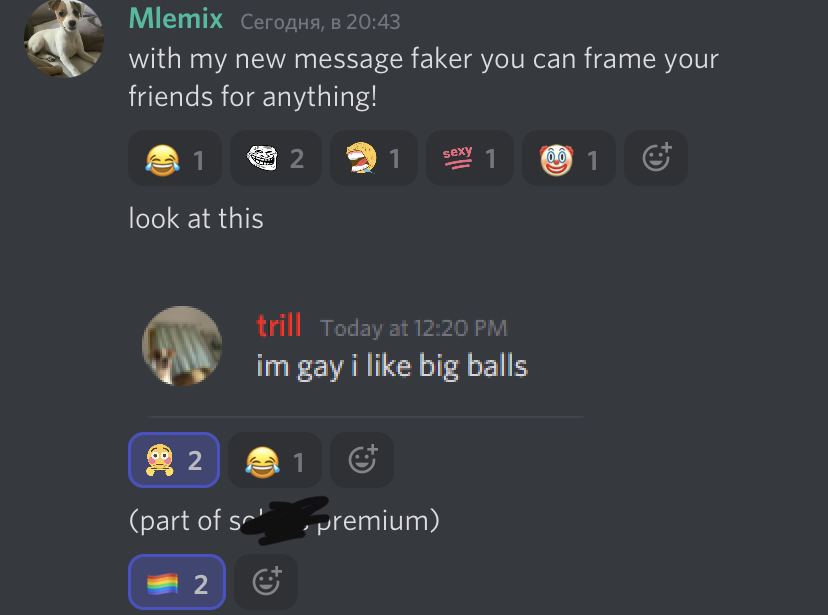 Mlemix Сегодня, в 20:43
with my new message faker you can frame your
friends for anything!
1 2 1 sexy 1 1
look at this
trill Today at 12:20 PM
im gay i like big balls
2 1
(part of premium)
2